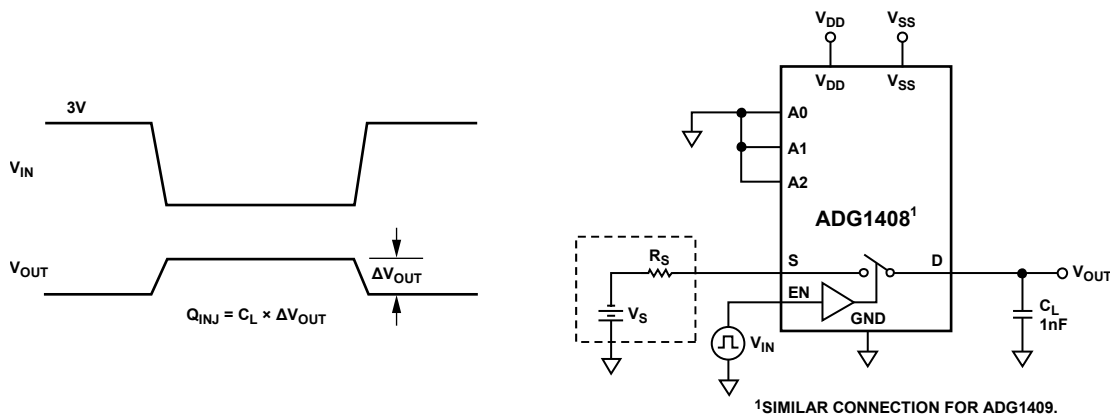 3V
VIN
VOUT
ΔVOUT
QINJ = CL × ΔVOUT
VDD VSS
VDD VSS
A0
A1
A2
ADG1408¹
RS
S D
VOUT
EN
VS
GND
CL
1nF
VIN
¹SIMILAR CONNECTION FOR ADG1409.